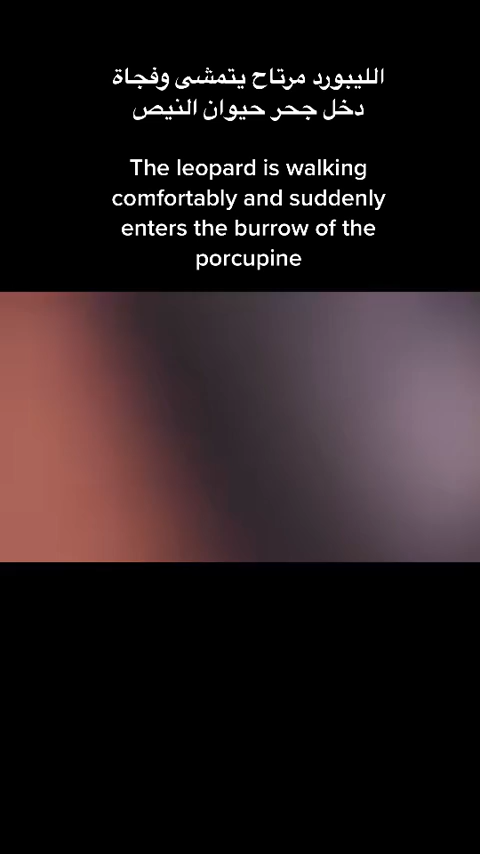 الليبورد مرتاح يتمشى وفجاة
دخل جحر حيوان النيص
The leopard is walking
comfortably and suddenly
enters the burrow of the
porcupine